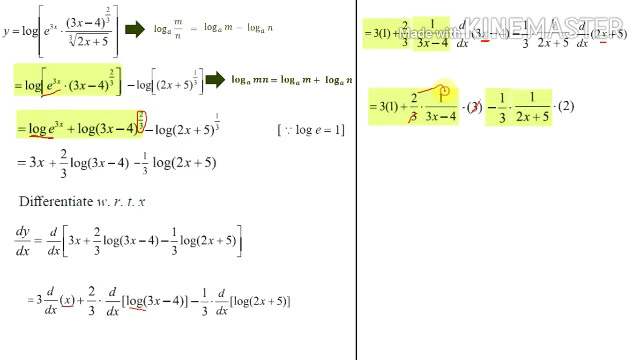 y = log[e^{3x} · (3x−4)^{2/3} / ∛(2x+5)] log_a m/n = log_a m − log_a n
= log[e^{3x} · (3x−4)^{2/3}] − log[(2x+5)^{1/3}] log_a mn = log_a m + log_a n
= log e^{3x} + log(3x−4)^{2/3} − log(2x+5)^{1/3} [∵ log e = 1]
= 3x + 2/3 log(3x−4) − 1/3 log(2x+5)
Differentiate w. r. t. x
dy/dx = d/dx[3x + 2/3 log(3x−4) − 1/3 log(2x+5)]
= 3 d/dx (x) + 2/3 · d/dx [log(3x−4)] − 1/3 · d/dx [log(2x+5)]
= 3(1) + 2/3 · 1/3x−4 · d/dx (3x−4) − 1/3 · 1/2x+5 · d/dx (2x+5)
Made with KINEMASTER
= 3(1) + 2/3 · 1/3x−4 · (3) − 1/3 · 1/2x+5 · (2)